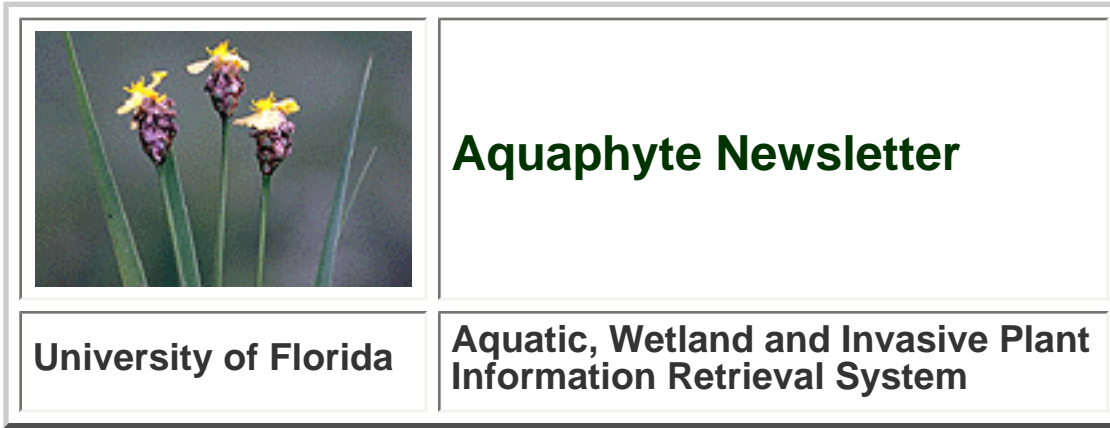 Aquaphyte Newsletter
University of Florida
Aquatic, Wetland and Invasive Plant
Information Retrieval System